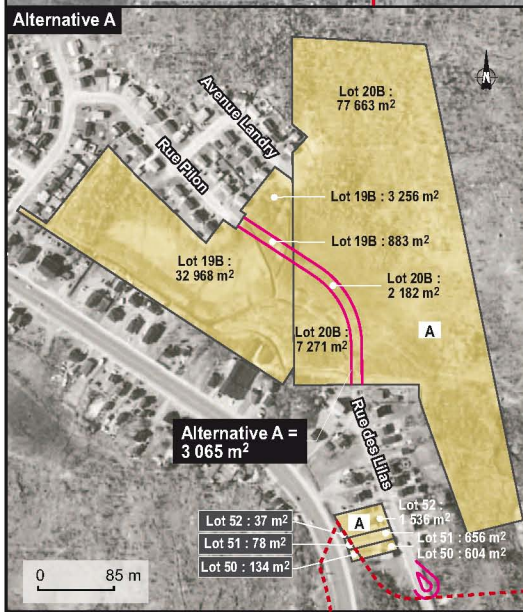 Alternative A
N
Avenue Landry
Rue Pilon
Lot 20B :
77 663 m²
Lot 19B : 3 256 m²
Lot 19B : 883 m²
Lot 19B :
32 968 m²
Lot 20B :
2 182 m²
Lot 20B :
7 271 m²
A
Rue des Lilas
Alternative A =
3 065 m²
Lot 52 :
1 536 m²
A
Lot 52 : 37 m²
Lot 51 : 78 m²
Lot 50 : 134 m²
Lot 51 : 656 m²
Lot 50 : 604 m²
0 85 m